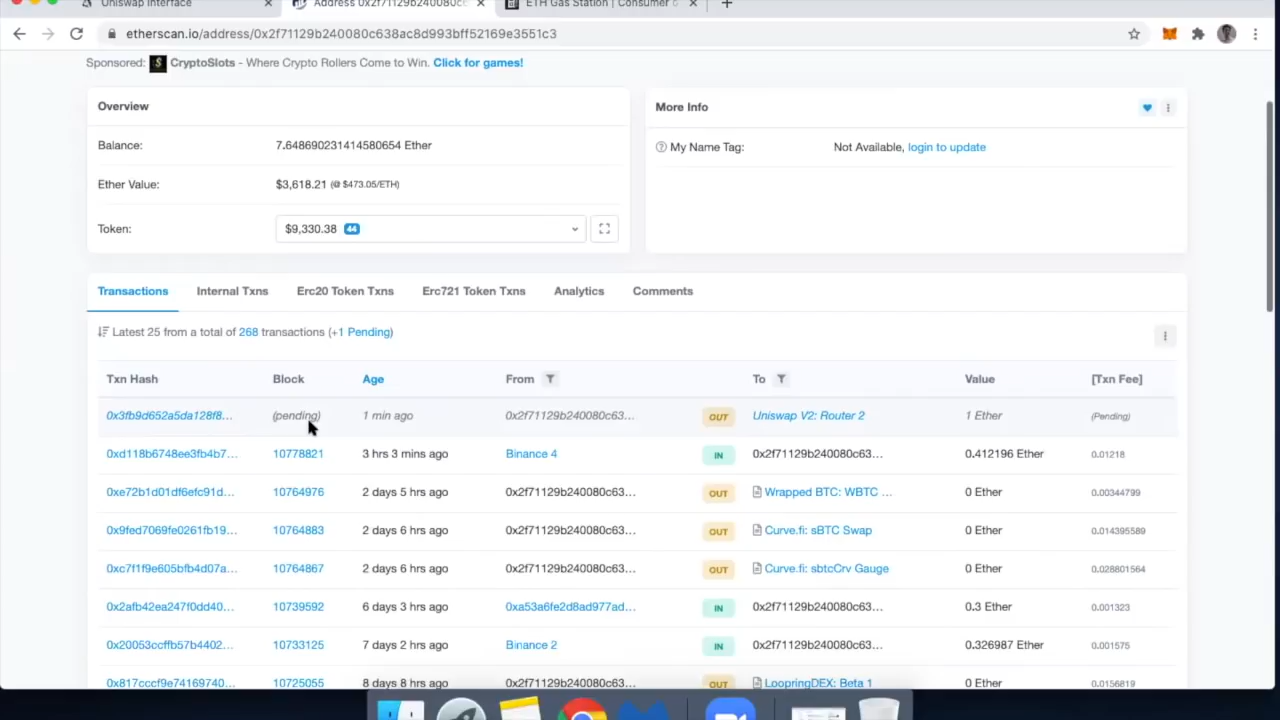 Uniswap Interface × Address 0x2f71129b240080c6 × ETH Gas Station | Consumer o × +
etherscan.io/address/0x2f71129b240080c638ac8d993bff52169e3551c3
Sponsored: $ CryptoSlots - Where Crypto Rollers Come to Win. Click for games!
Overview
Balance: 7.648690231414580654 Ether
Ether Value: $3,618.21 (@ $473.05/ETH)
Token: $9,330.38 44
More Info
My Name Tag: Not Available, login to update
Transactions Internal Txns Erc20 Token Txns Erc721 Token Txns Analytics Comments
Latest 25 from a total of 268 transactions (+1 Pending)
Txn Hash Block Age From To Value [Txn Fee]
0x3fb9d652a5da128f8... (pending) 1 min ago 0x2f71129b240080c63... OUT Uniswap V2: Router 2 1 Ether (Pending)
0xd118b6748ee3fb4b7... 10778821 3 hrs 3 mins ago Binance 4 IN 0x2f71129b240080c63... 0.412196 Ether 0.01218
0xe72b1d01df6efc91d... 10764976 2 days 5 hrs ago 0x2f71129b240080c63... OUT Wrapped BTC: WBTC ... 0 Ether 0.00344799
0x9fed7069fe0261fb19... 10764883 2 days 6 hrs ago 0x2f71129b240080c63... OUT Curve.fi: sBTC Swap 0 Ether 0.014395589
0xc7f1f9e605bfb4d07a... 10764867 2 days 6 hrs ago 0x2f71129b240080c63... OUT Curve.fi: sbtcCrv Gauge 0 Ether 0.028801564
0x2afb42ea247f0dd40... 10739592 6 days 3 hrs ago 0xa53a6fe2d8ad977ad... IN 0x2f71129b240080c63... 0.3 Ether 0.001323
0x20053ccffb57b4402... 10733125 7 days 2 hrs ago Binance 2 IN 0x2f71129b240080c63... 0.326987 Ether 0.001575
0x817cccf9e74169740... 10725055 8 days 8 hrs ago 0x2f71129b240080c63... OUT LoopringDEX: Beta 1 0 Ether 0.0156819